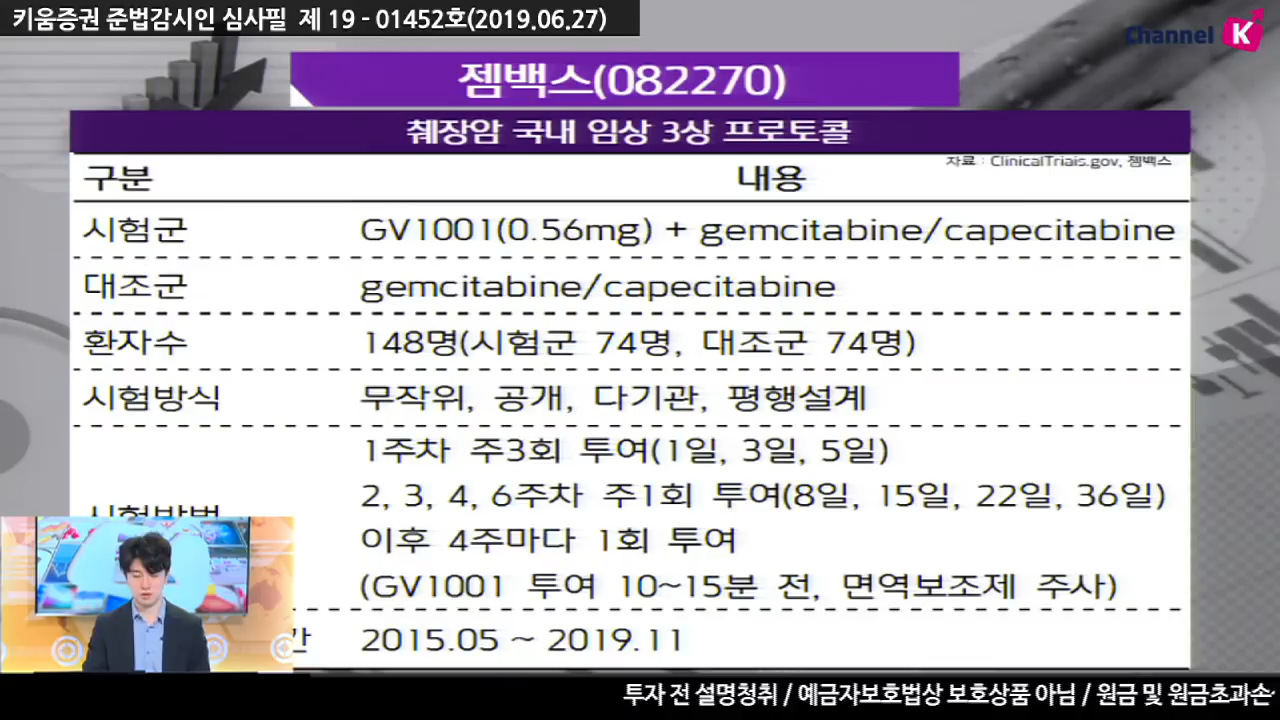 키움증권 준법감시인 심사필 제 19 - 01452호(2019.06.27)
Channel K
젬백스(082270)
췌장암 국내 임상 3상 프로토콜
자료 : ClinicalTriais.gov, 젬백스
구분 내용
시험군 GV1001(0.56mg) + gemcitabine/capecitabine
대조군 gemcitabine/capecitabine
환자수 148명(시험군 74명, 대조군 74명)
시험방식 무작위, 공개, 다기관, 평행설계
1주차 주3회 투여(1일, 3일, 5일)
2, 3, 4, 6주차 주1회 투여(8일, 15일, 22일, 36일)
시험방법
이후 4주마다 1회 투여
(GV1001 투여 10~15분 전, 면역보조제 주사)
간 2015.05 ~ 2019.11
투자 전 설명청취 / 예금자보호법상 보호상품 아님 / 원금 및 원금초과손